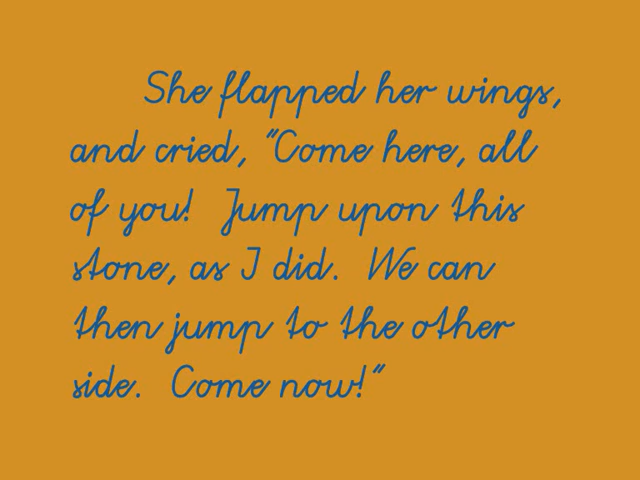 She flapped her wings,
and cried, "Come here, all
of you!  Jump upon this
stone, as I did.  We can
then jump to the other
side.  Come now!"